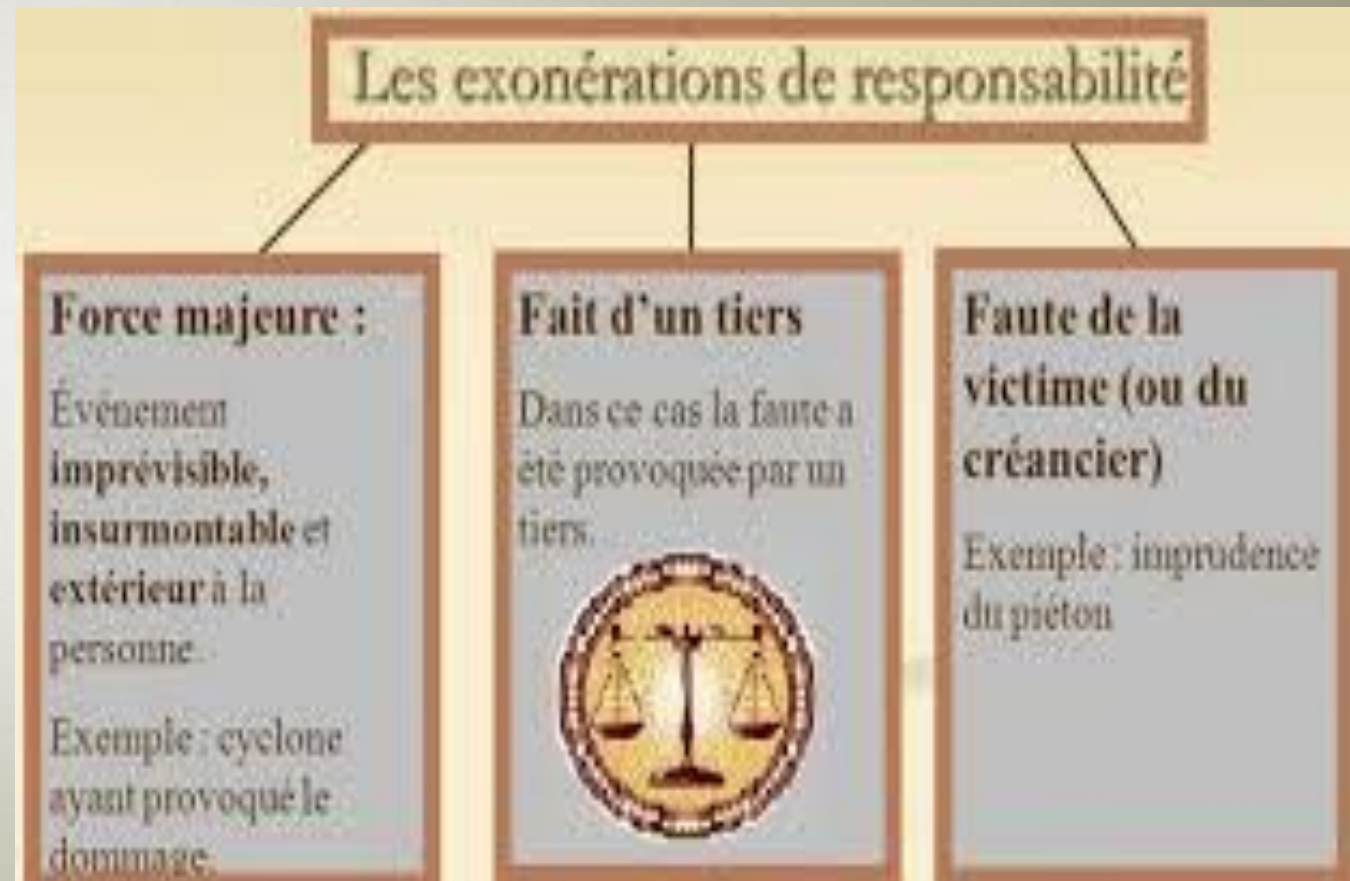 Les exonérations de responsabilité
Force majeure :
Événement
imprévisible,
insurmontable et
extérieur à la
personne.
Exemple : cyclone
ayant provoqué le
dommage.
Fait d'un tiers
Dans ce cas la faute a
été provoquée par un
tiers.
Faute de la
victime (ou du
créancier)
Exemple : imprudence
du piéton